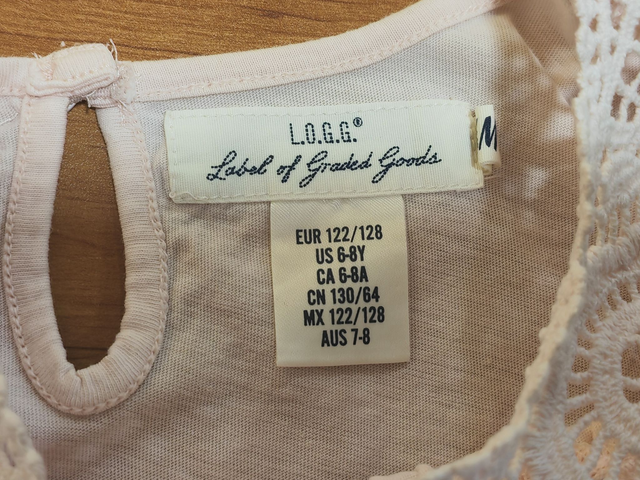 L.O.G.G.®
Label of Graded Goods
M
EUR 122/128
US 6-8Y
CA 6-8A
CN 130/64
MX 122/128
AUS 7-8